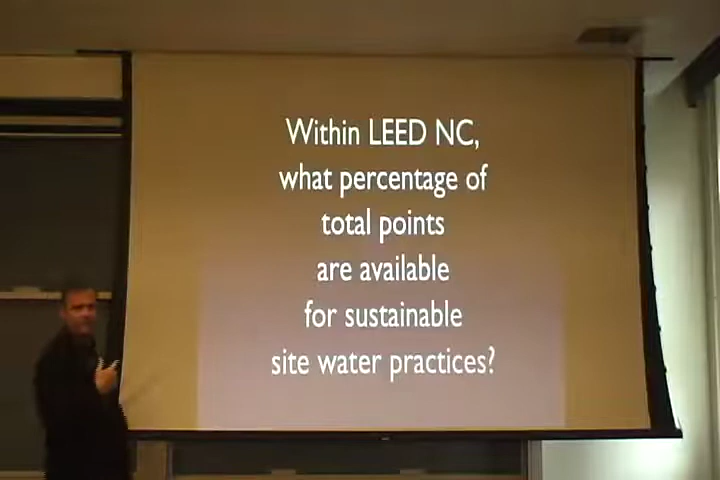 Within LEED NC,
what percentage of
total points
are available
for sustainable
site water practices?